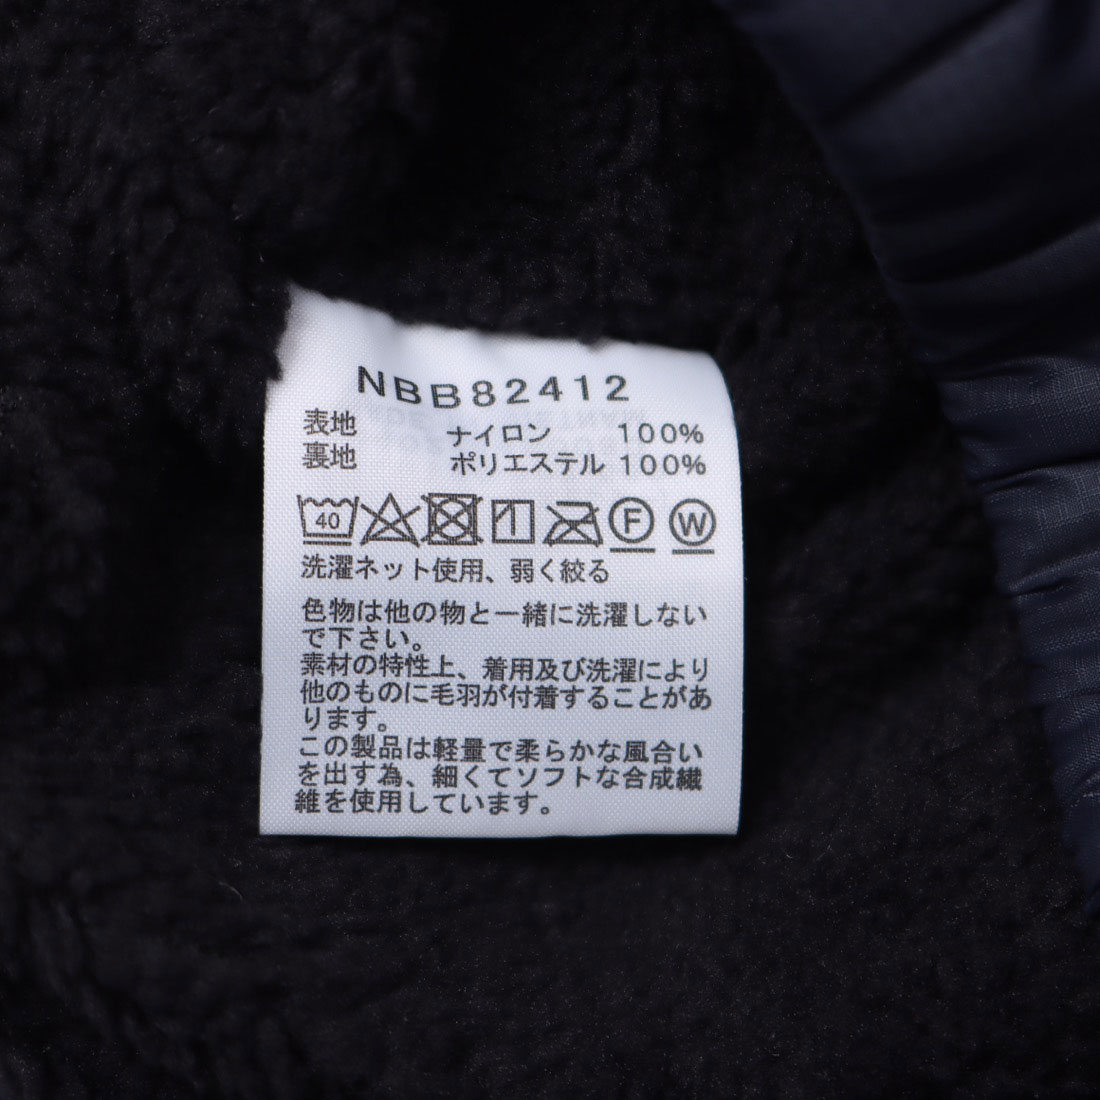 NBB82412
表地 ナイロン 100%
裏地 ポリエステル 100%
40 F W
洗濯ネット使用、弱く絞る
色物は他の物と一緒に洗濯しない
で下さい。
素材の特性上、着用及び洗濯により
他のものに毛羽が付着することがあ
ります。
この製品は軽量で柔らかな風合い
を出す為、細くてソフトな合成繊
維を使用しています。